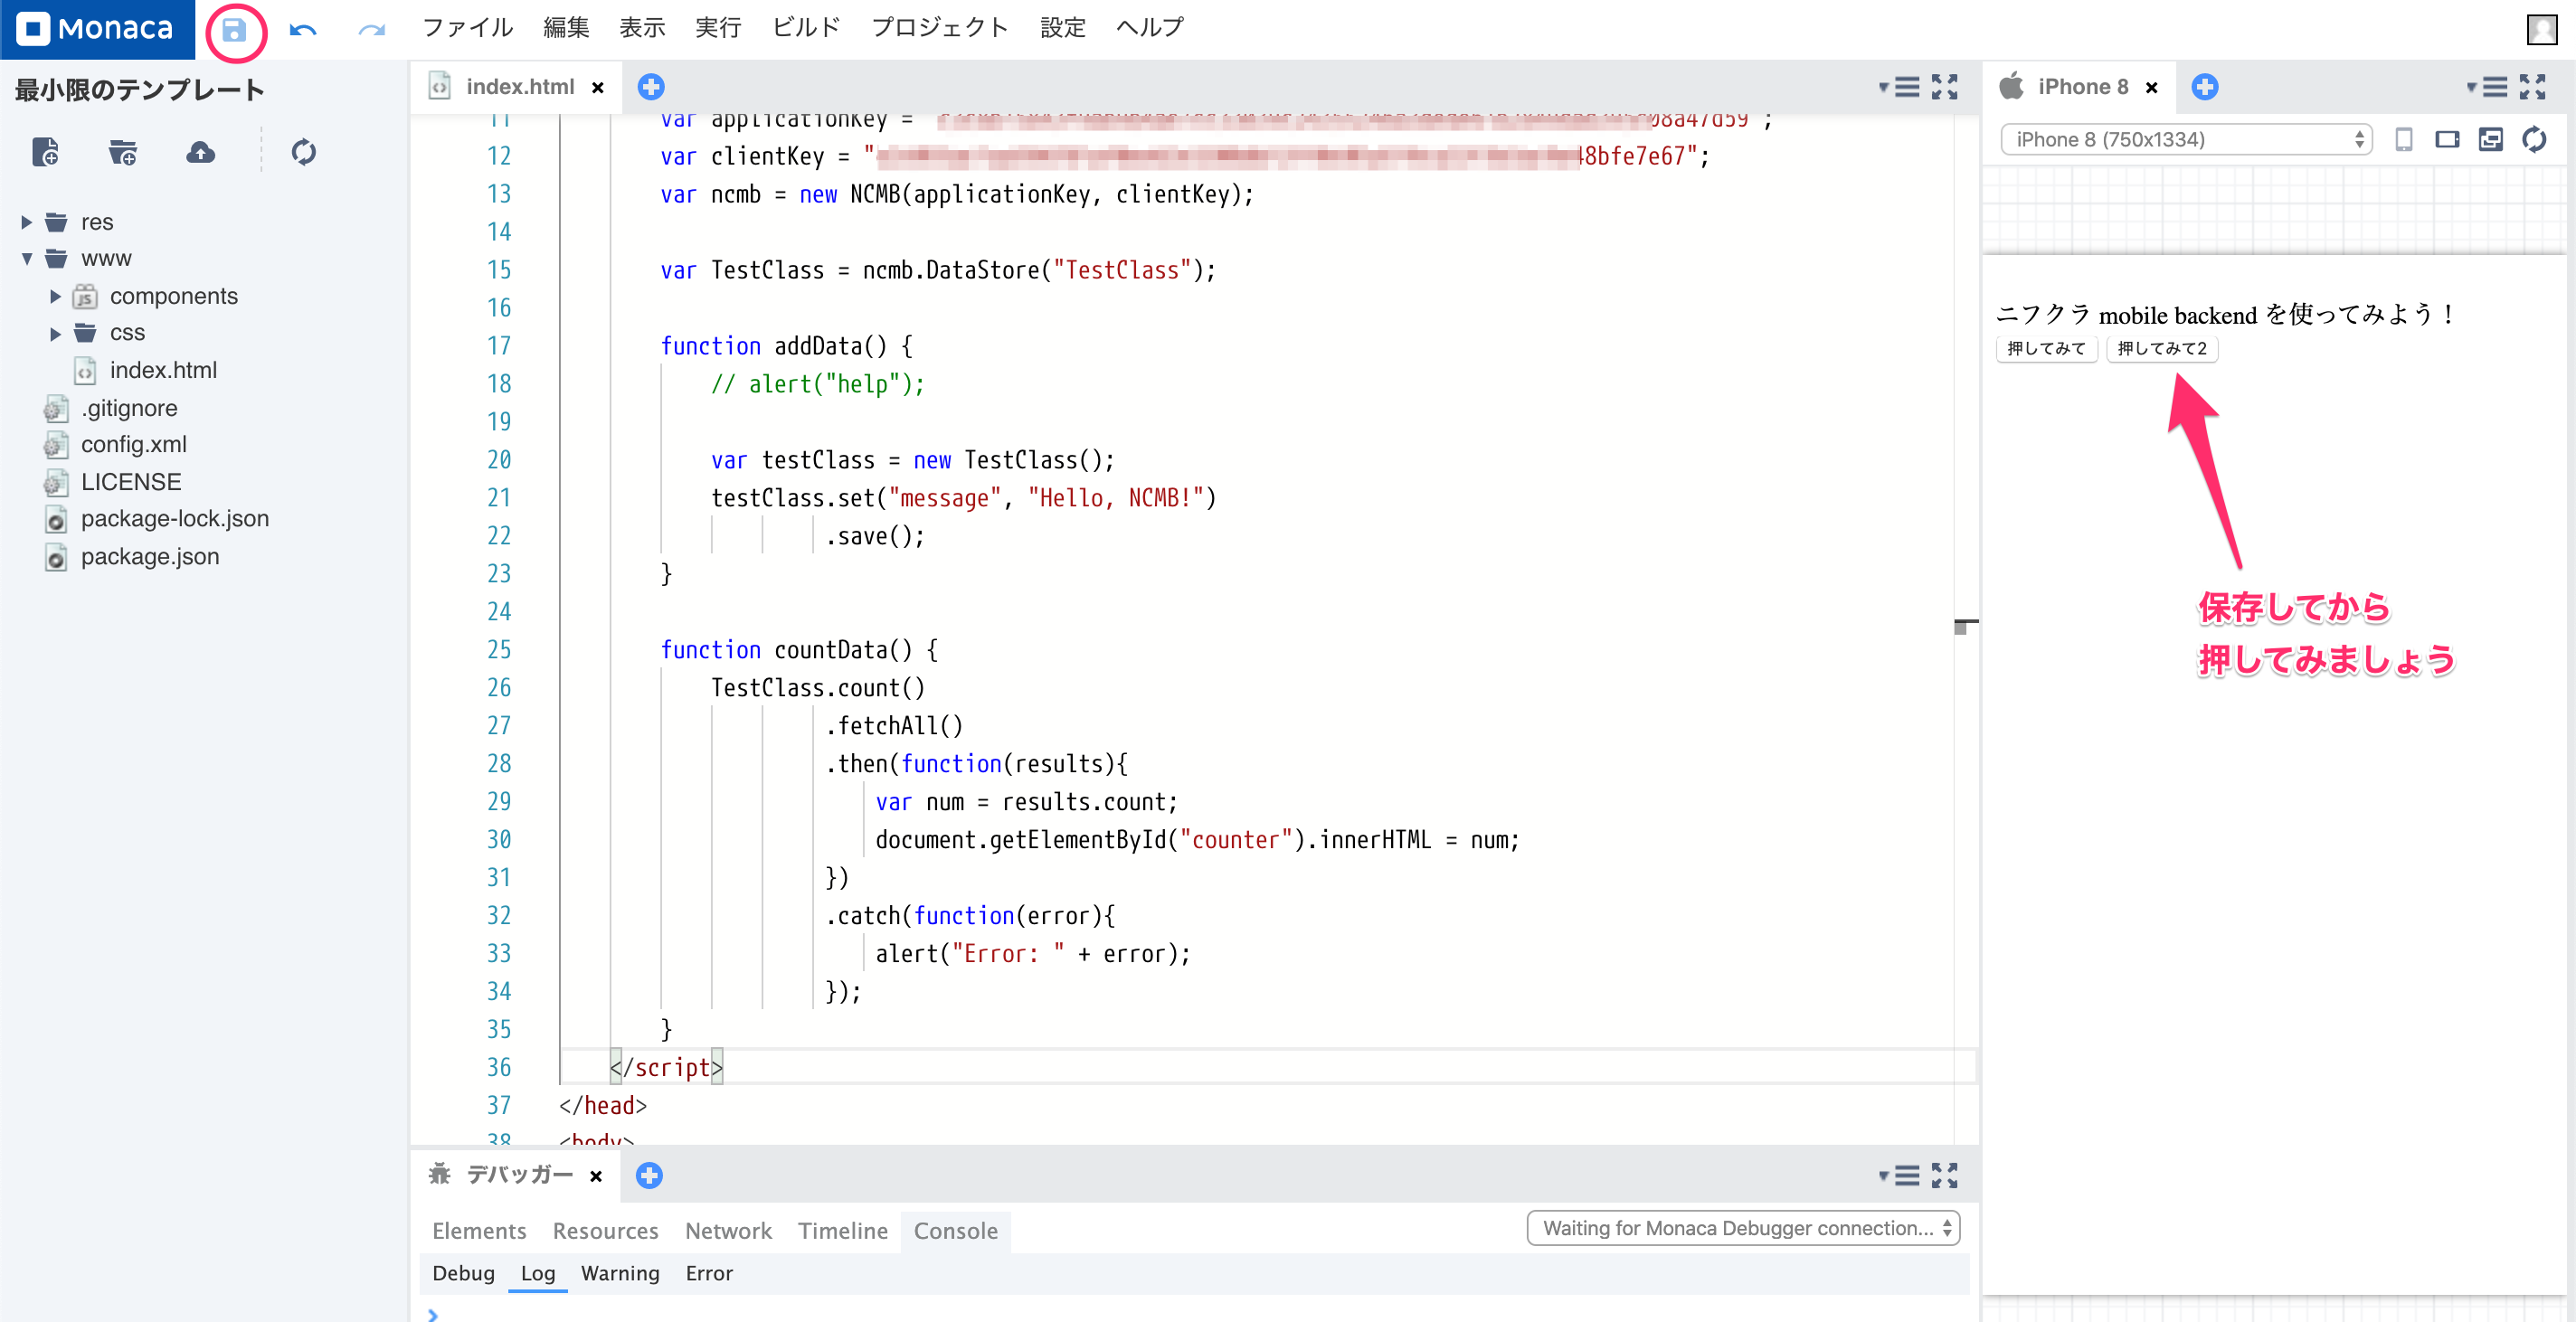 Monaca
ファイル 編集 表示 実行 ビルド プロジェクト 設定 ヘルプ
最小限のテンプレート
res
www
components
css
index.html
.gitignore
config.xml
LICENSE
package-lock.json
package.json
index.html
11 var applicationKey = 08a47d59";
12 var clientKey = " 48bfe7e67";
13 var ncmb = new NCMB(applicationKey, clientKey);
14
15 var TestClass = ncmb.DataStore("TestClass");
16
17 function addData() {
18 // alert("help");
19
20 var testClass = new TestClass();
21 testClass.set("message", "Hello, NCMB!")
22 .save();
23 }
24
25 function countData() {
26 TestClass.count()
27 .fetchAll()
28 .then(function(results){
29 var num = results.count;
30 document.getElementById("counter").innerHTML = num;
31 })
32 .catch(function(error){
33 alert("Error: " + error);
34 });
35 }
36 </script>
37 </head>
38 <body>
デバッガー
Elements Resources Network Timeline Console
Waiting for Monaca Debugger connection...
Debug Log Warning Error
iPhone 8
iPhone 8 (750x1334)
ニフクラ mobile backend を使ってみよう！
押してみて 押してみて2
保存してから
押してみましょう